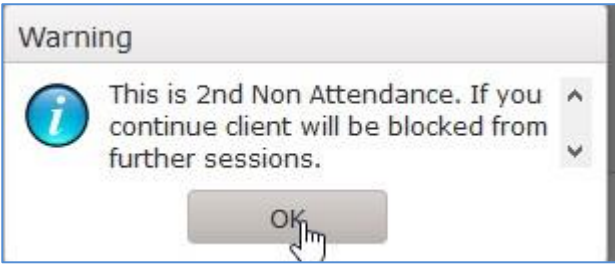 Warning
This is 2nd Non Attendance. If you
continue client will be blocked from
further sessions.
OK